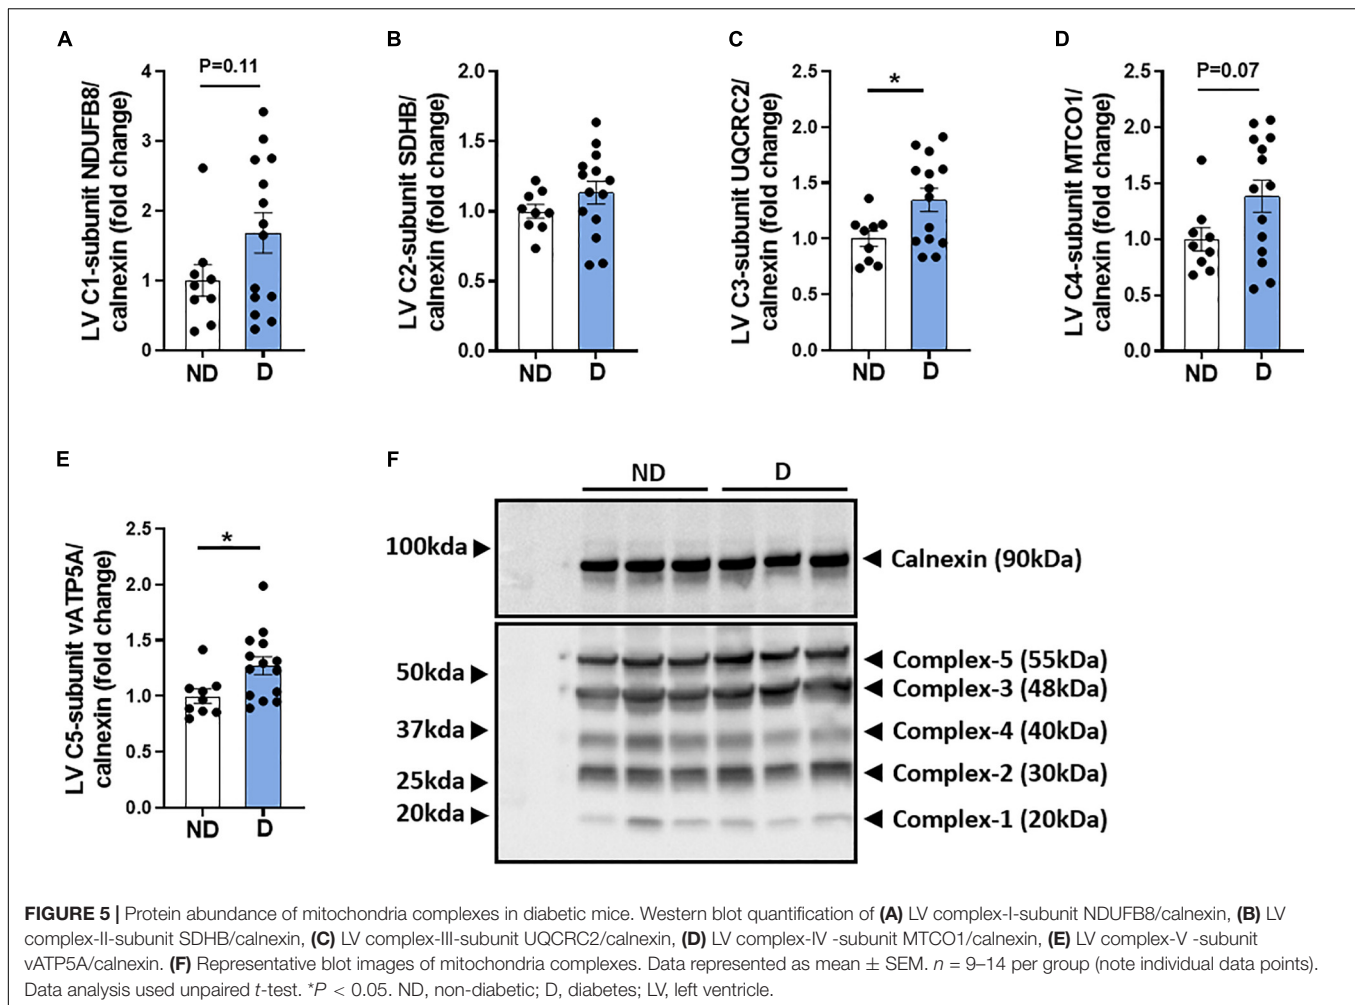 A
P=0.11
LV C1-subunit NDUFB8/
calnexin (fold change)
4
3
2
1
0
ND D
B
LV C2-subunit SDHB/
calnexin (fold change)
2.0
1.5
1.0
0.5
0.0
ND D
C
*
LV C3-subunit UQCRC2/
calnexin (fold change)
2.5
2.0
1.5
1.0
0.5
0.0
ND D
D
P=0.07
LV C4-subunit MTCO1/
calnexin (fold change)
2.5
2.0
1.5
1.0
0.5
0.0
ND D
E
*
LV C5-subunit vATP5A/
calnexin (fold change)
2.5
2.0
1.5
1.0
0.5
0.0
ND D
F
ND D
100kda
Calnexin (90kDa)
50kda
37kda
25kda
20kda
Complex-5 (55kDa)
Complex-3 (48kDa)
Complex-4 (40kDa)
Complex-2 (30kDa)
Complex-1 (20kDa)
FIGURE 5 | Protein abundance of mitochondria complexes in diabetic mice. Western blot quantification of (A) LV complex-I-subunit NDUFB8/calnexin, (B) LV
complex-II-subunit SDHB/calnexin, (C) LV complex-III-subunit UQCRC2/calnexin, (D) LV complex-IV -subunit MTCO1/calnexin, (E) LV complex-V -subunit
vATP5A/calnexin. (F) Representative blot images of mitochondria complexes. Data represented as mean ± SEM. n = 9–14 per group (note individual data points).
Data analysis used unpaired t-test. *P < 0.05. ND, non-diabetic; D, diabetes; LV, left ventricle.